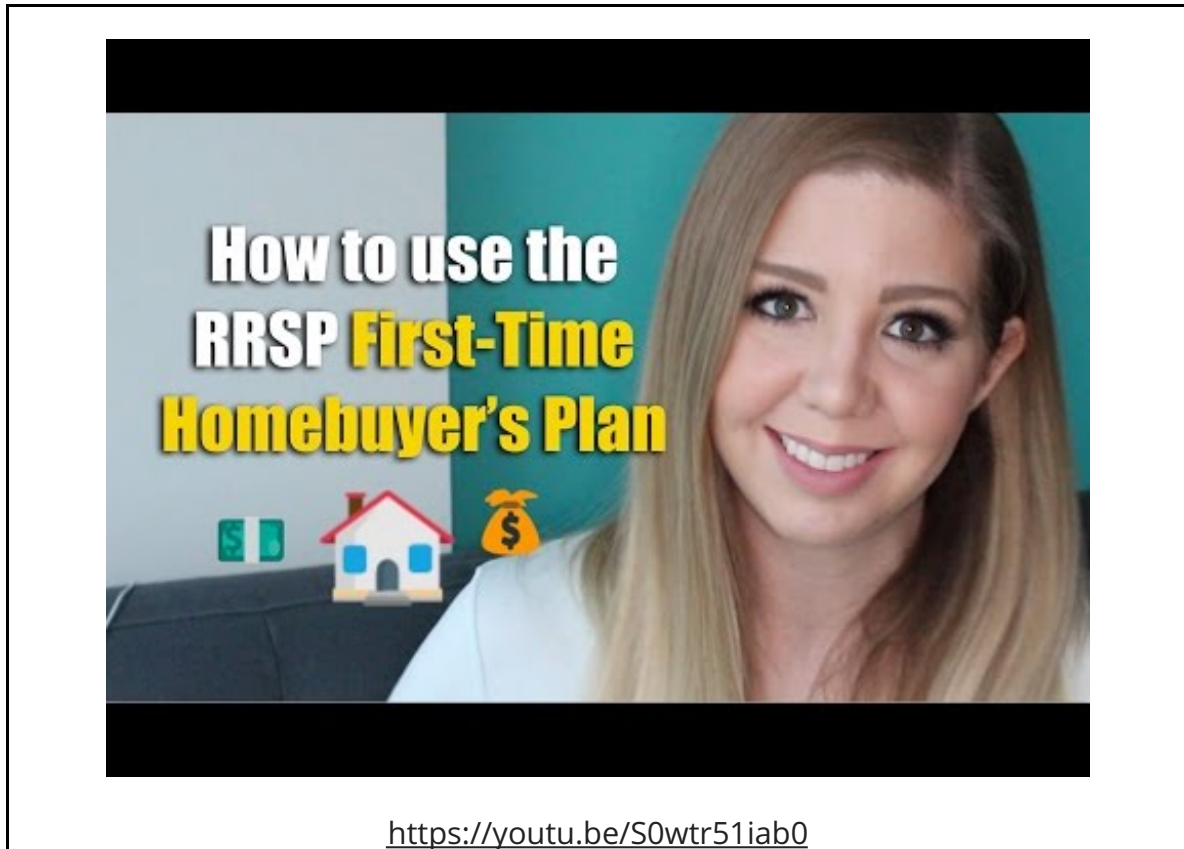 How to use the
RRSP First-Time
Homebuyer's Plan
https://youtu.be/S0wtr51iab0